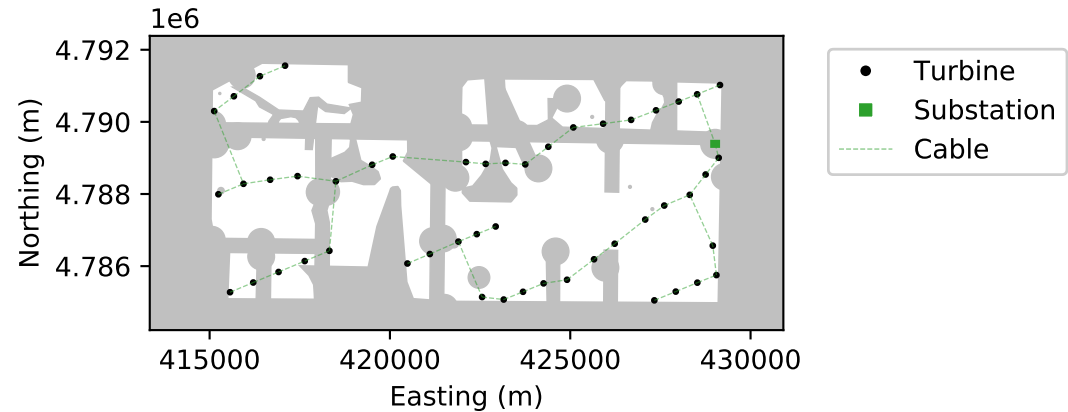 1e6
4.792
4.790
4.788
4.786
Northing (m)
415000 420000 425000 430000
Easting (m)
Turbine
Substation
Cable